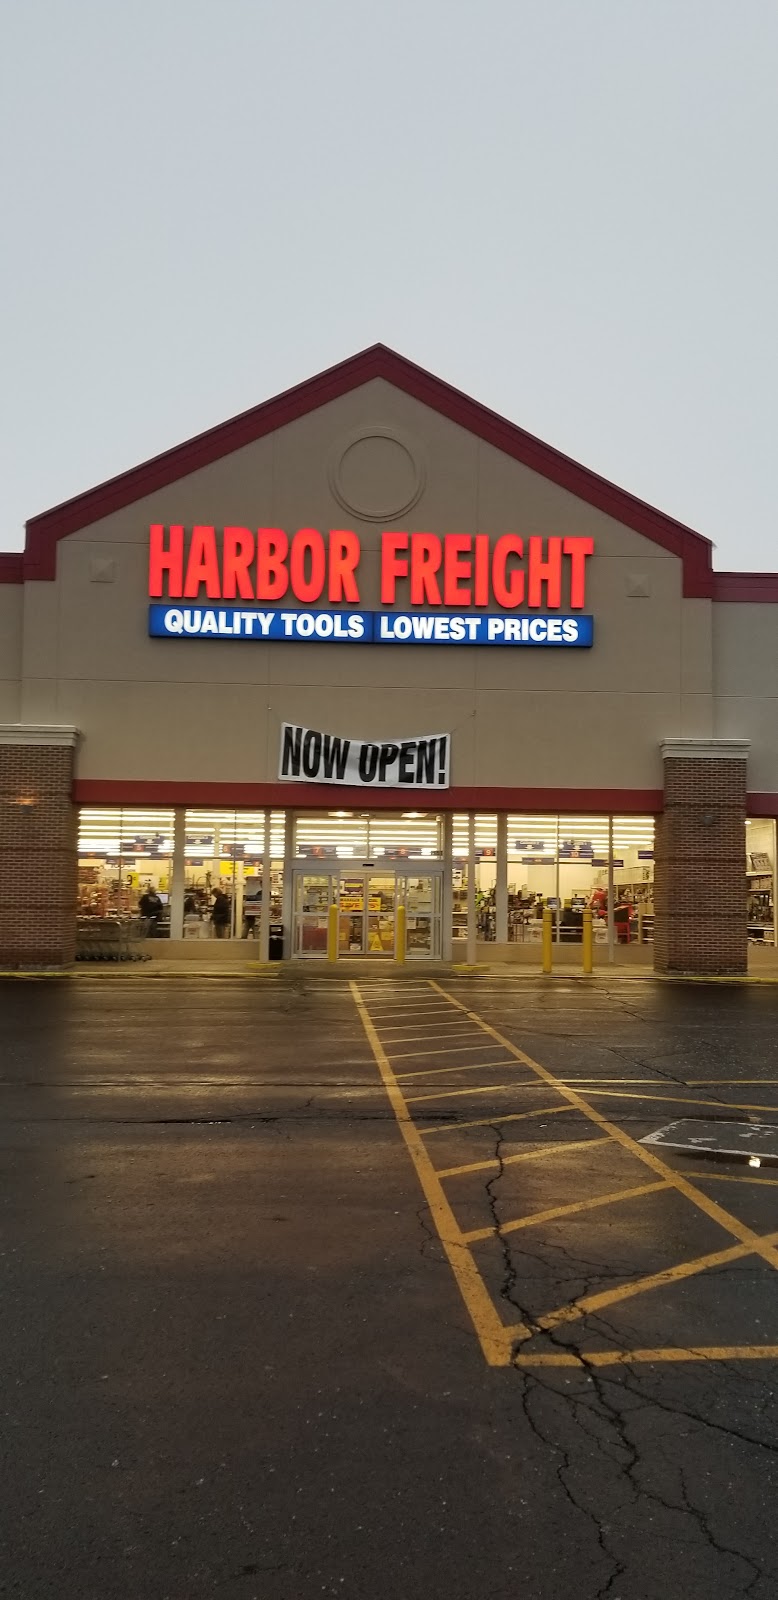 HARBOR FREIGHT
QUALITY TOOLS LOWEST PRICES
NOW OPEN!